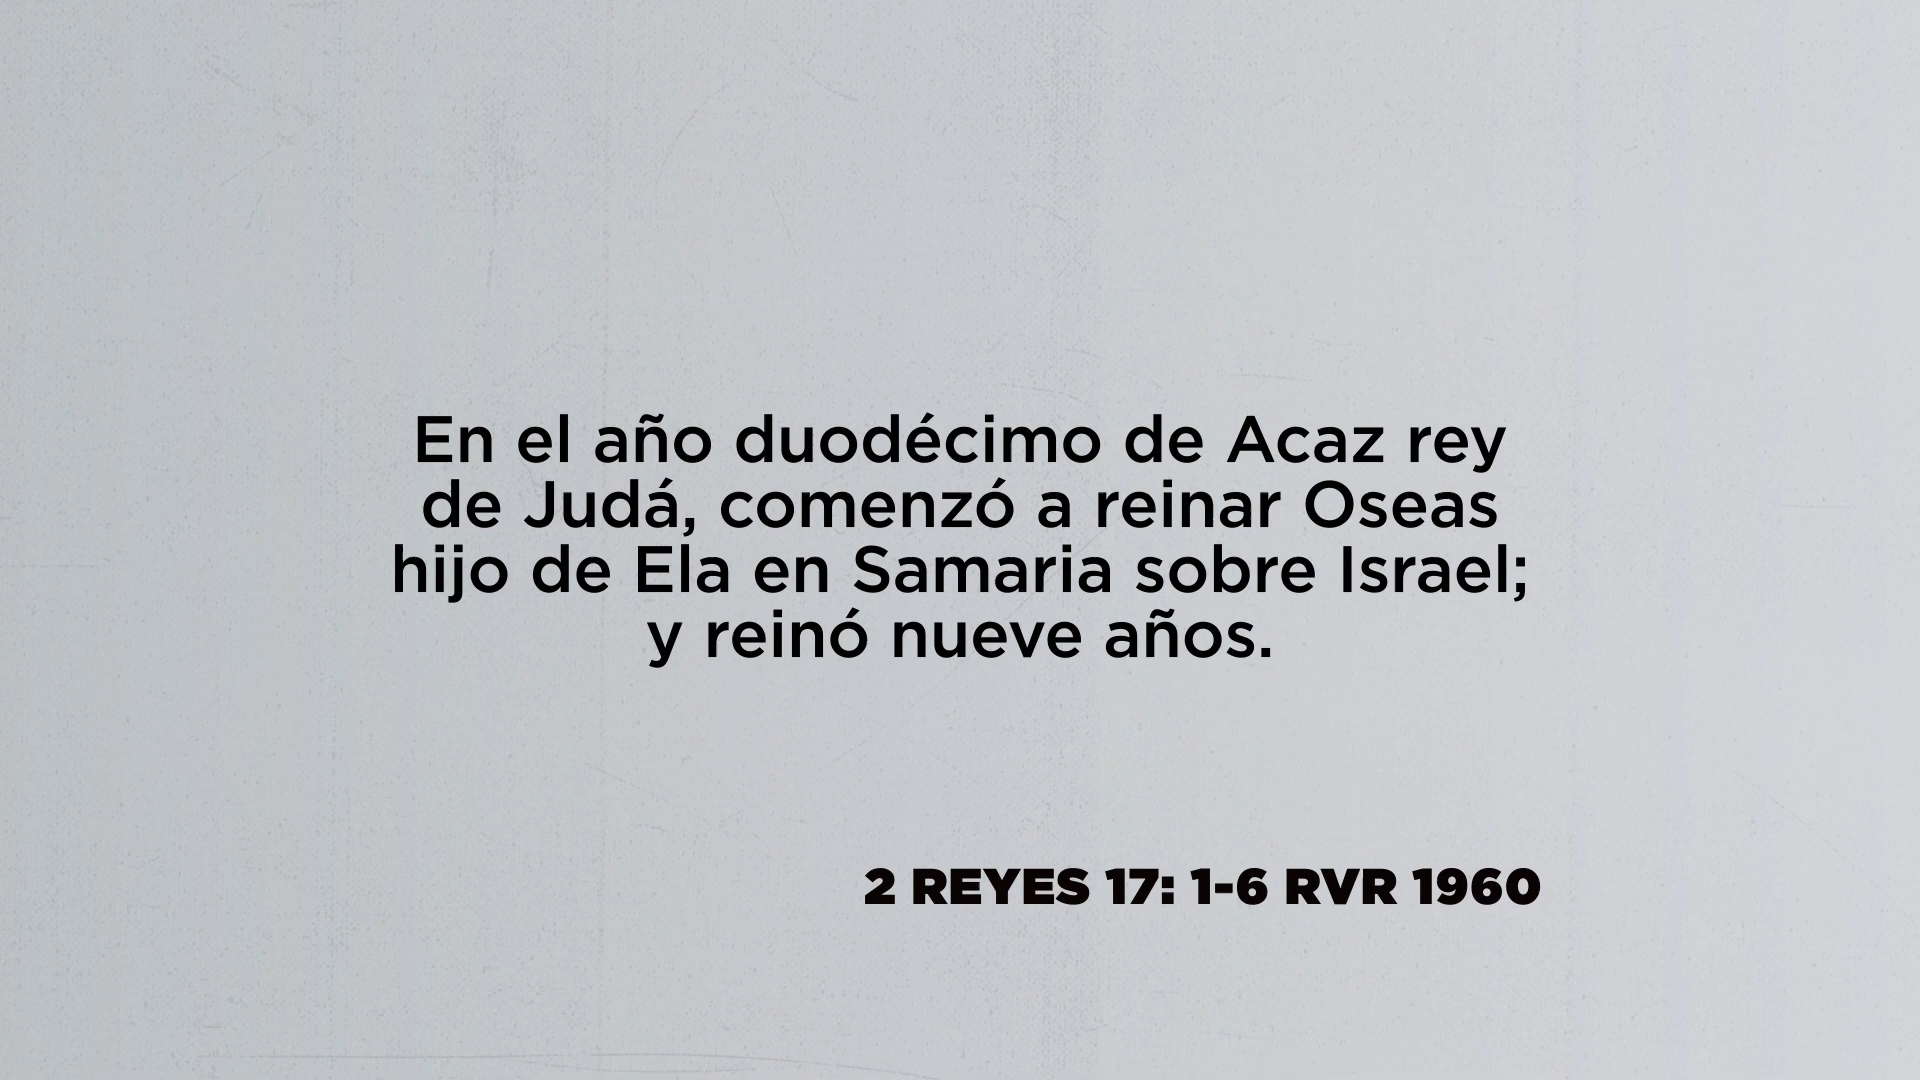 En el año duodécimo de Acaz rey
de Judá, comenzó a reinar Oseas
hijo de Ela en Samaria sobre Israel;
y reinó nueve años.
2 REYES 17: 1-6 RVR 1960